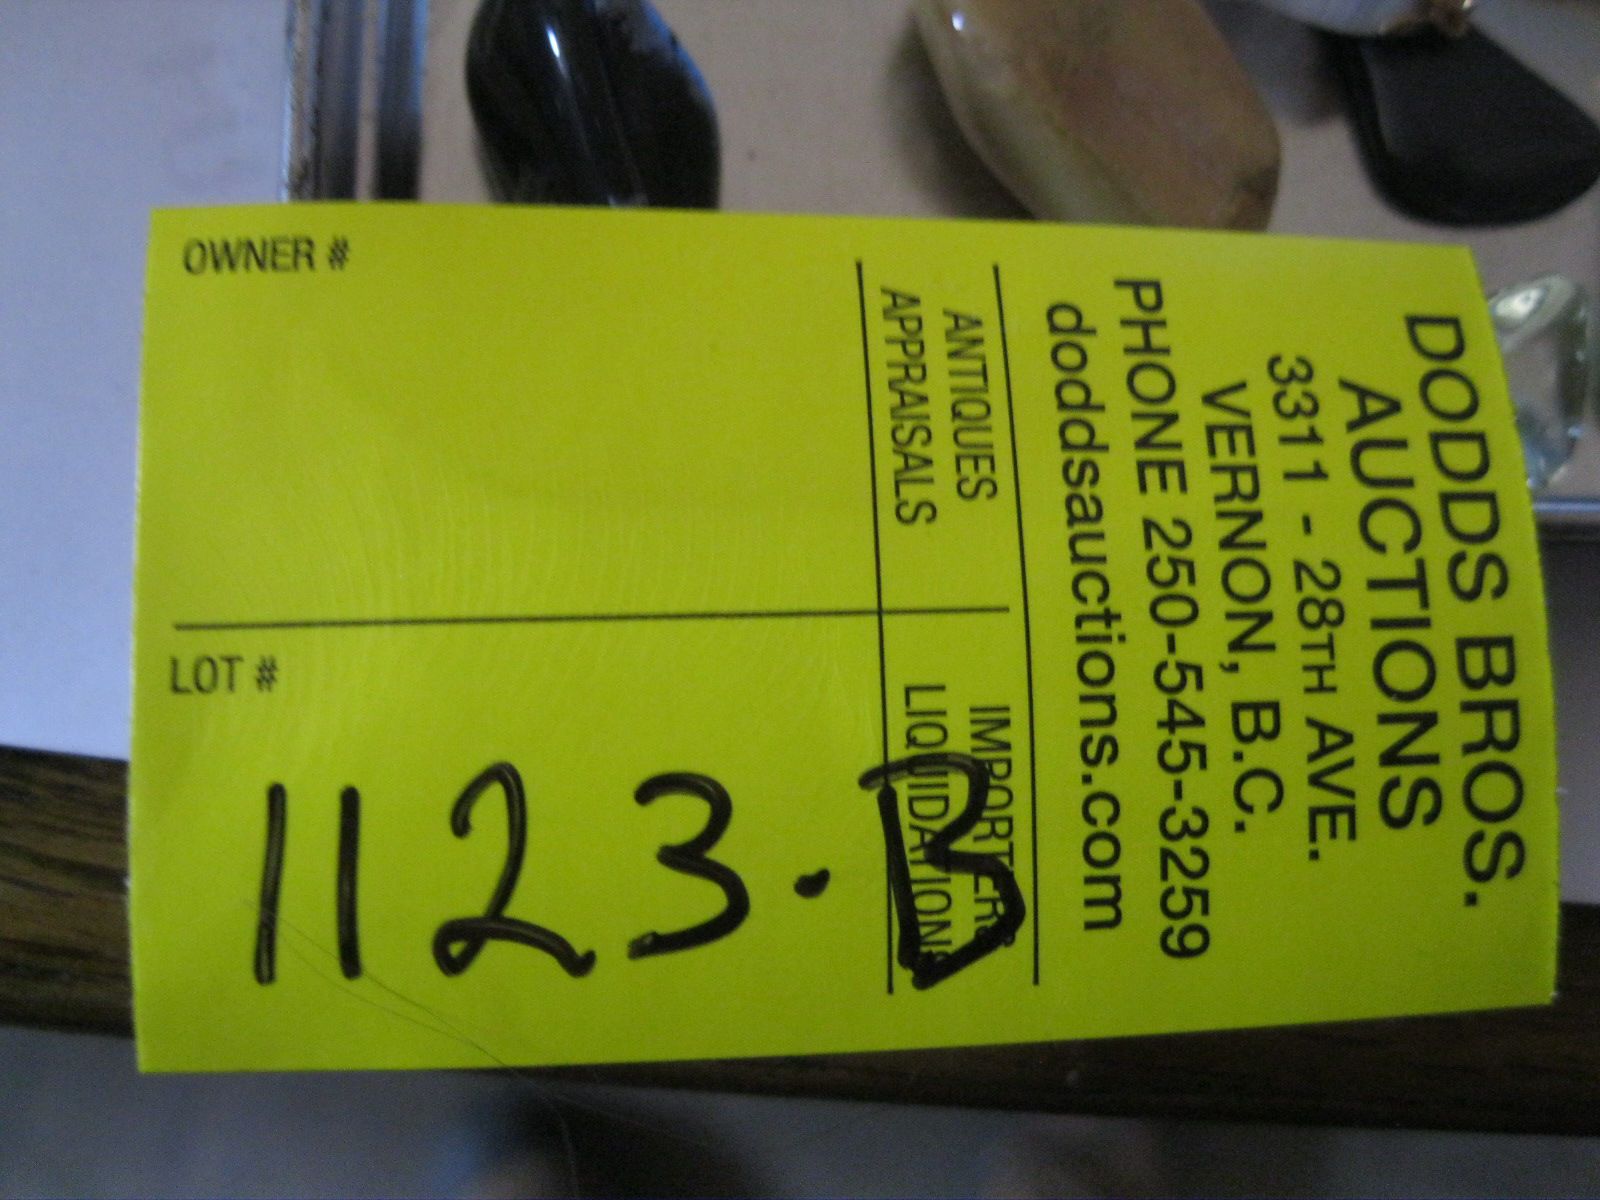 DODDS BROS.
AUCTIONS
3311 - 28TH AVE.
VERNON, B.C.
PHONE 250-545-3259
doddsauctions.com
ANTIQUES IMPORTERS
APPRAISALS LIQUIDATIONS
OWNER #
LOT #
1123.B